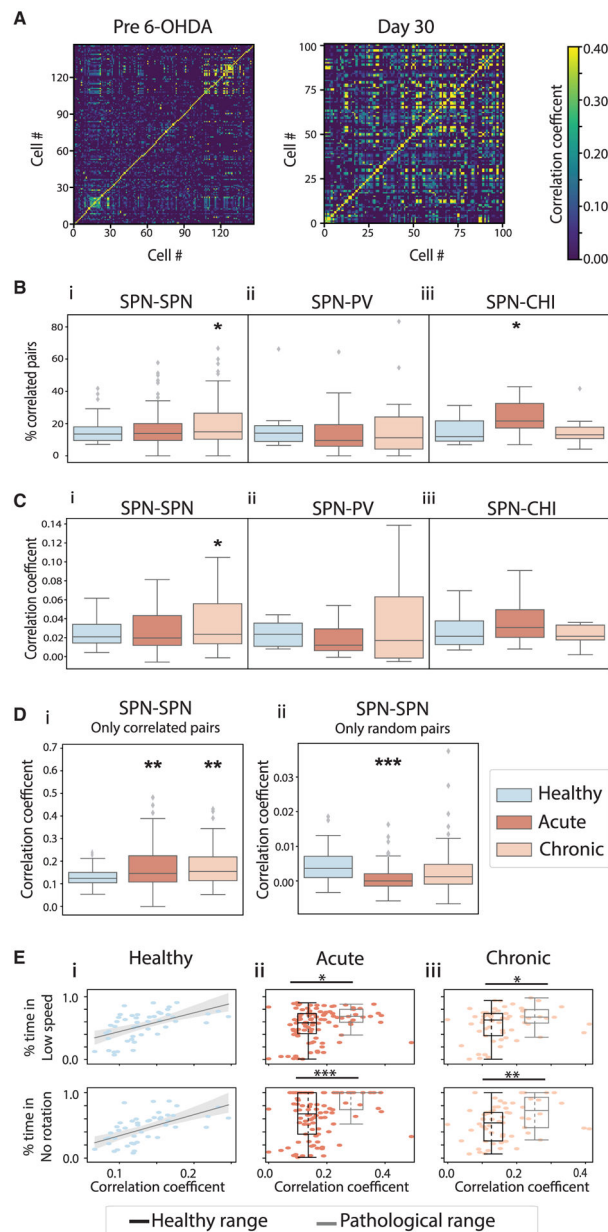 A
Pre 6-OHDA
Day 30
Cell #
120
90
60
30
0
0 30 60 90 120
Cell #
Cell #
100
75
50
25
0
0 25 50 75 100
Cell #
Correlation coefficent
0.40
0.30
0.20
0.10
0.00
B
i
SPN-SPN
ii
SPN-PV
iii
SPN-CHI
% correlated pairs
80
60
40
20
0
*
*
C
i
SPN-SPN
ii
SPN-PV
iii
SPN-CHI
Correlation coefficent
0.14
0.12
0.10
0.08
0.06
0.04
0.02
0.00
*
D
i
SPN-SPN
Only correlated pairs
Correlation coefficient
0.7
0.6
0.5
0.4
0.3
0.2
0.1
0.0
** **
ii
SPN-SPN
Only random pairs
Correlation coefficient
0.03
0.02
0.01
0.00
***
Healthy
Acute
Chronic
E
i
Healthy
ii
Acute
iii
Chronic
% time in
Low speed
1.0
0.0
*
*
% time in
No rotation
1.0
0.0
***
**
0.1 0.2
Correlation coefficent
0.0 0.2 0.4
Correlation coefficent
0.0 0.2 0.4
Correlation coefficent
Healthy range
Pathological range